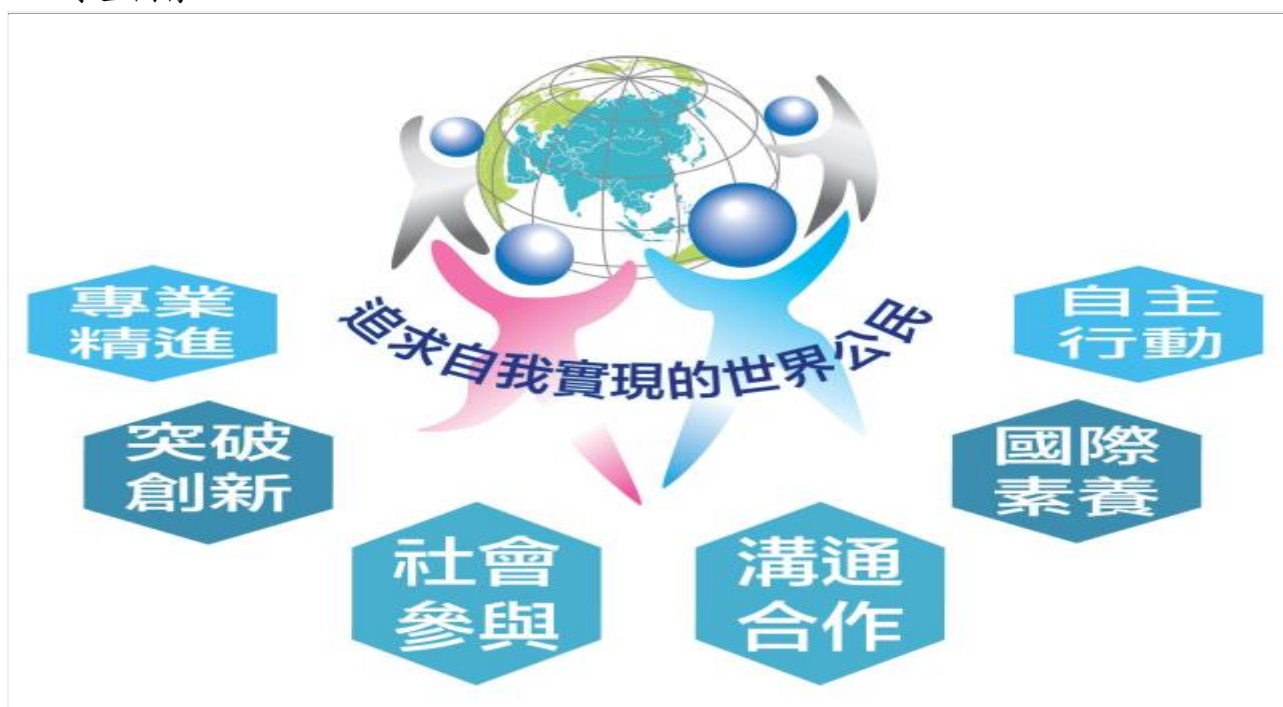 追求自我實現的世界公民
專業
精進
突破
創新
社會
參與
溝通
合作
國際
素養
自主
行動